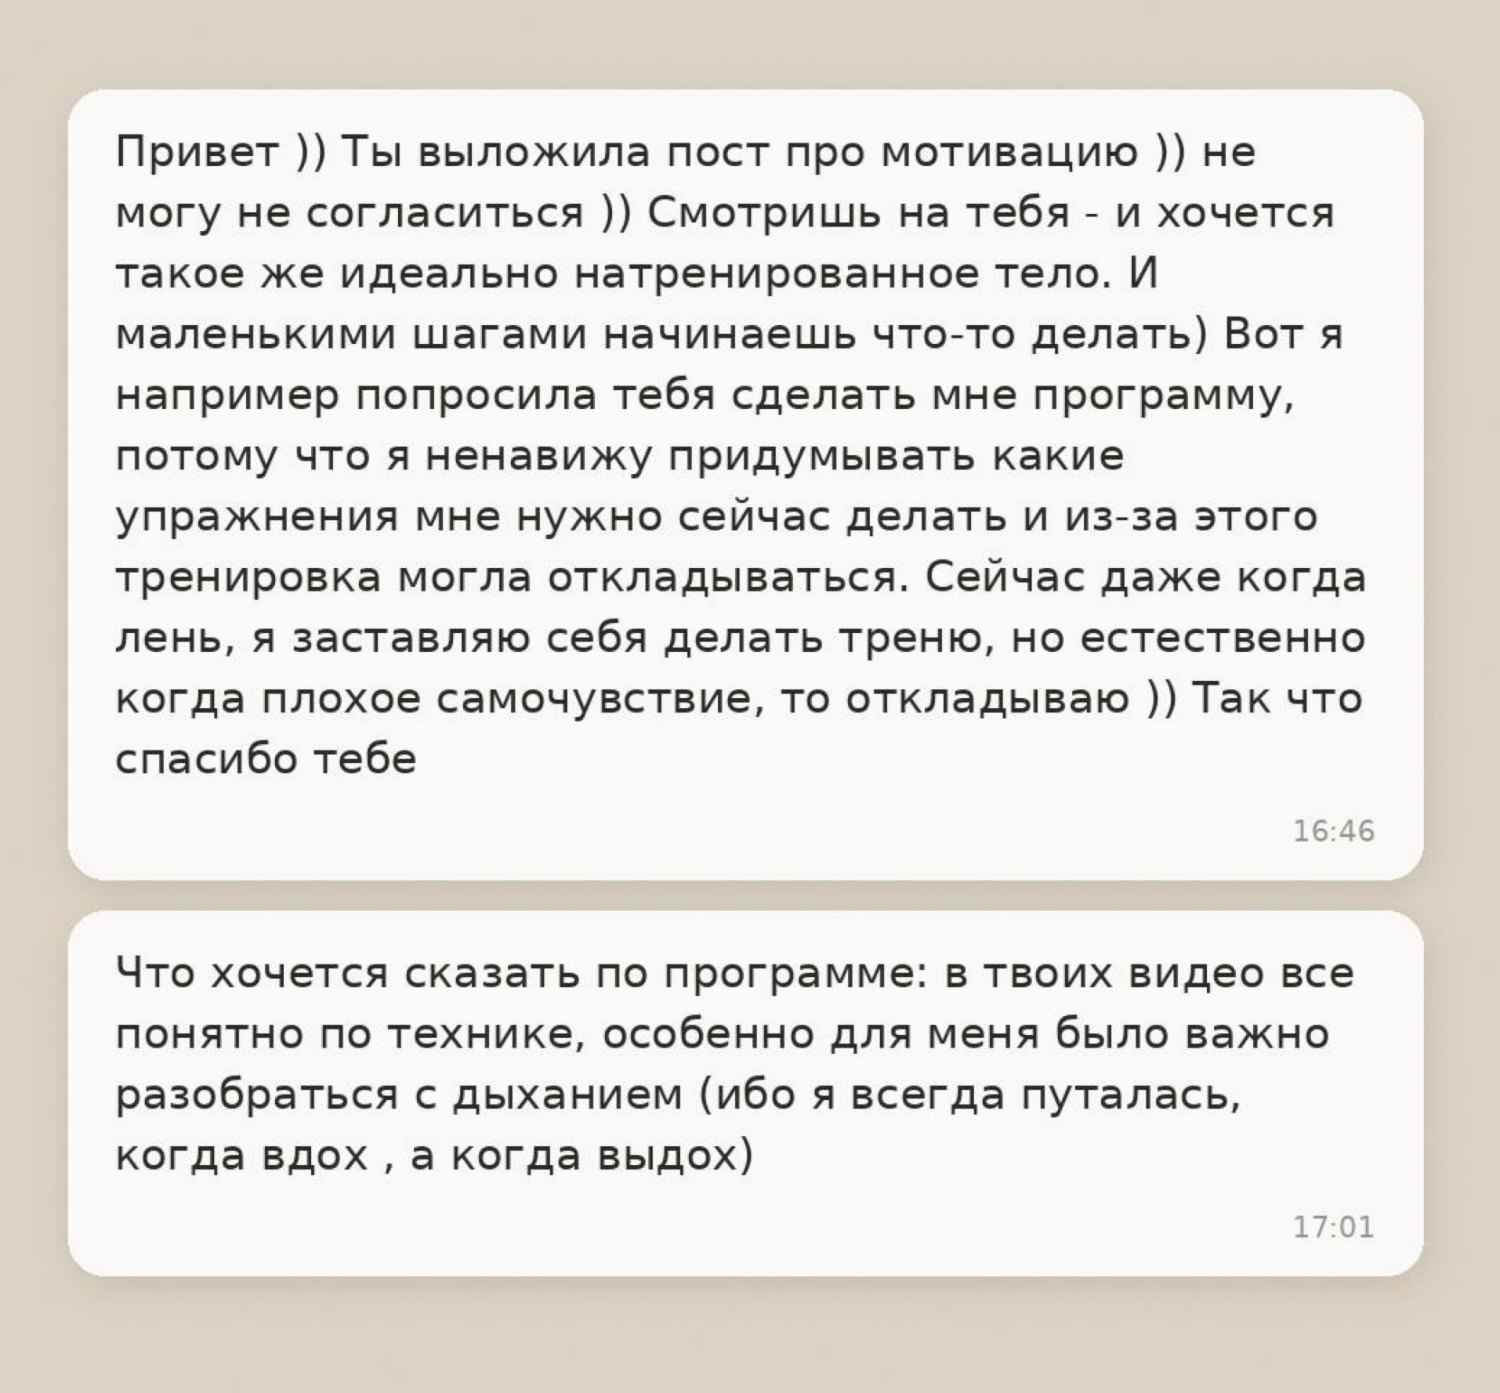 Привет )) Ты выложила пост про мотивацию )) не
могу не согласиться )) Смотришь на тебя - и хочется
такое же идеально натренированное тело. И
маленькими шагами начинаешь что-то делать) Вот я
например попросила тебя сделать мне программу,
потому что я ненавижу придумывать какие
упражнения мне нужно сейчас делать и из-за этого
тренировка могла откладываться. Сейчас даже когда
лень, я заставляю себя делать треню, но естественно
когда плохое самочувствие, то откладываю )) Так что
спасибо тебе
16:46
Что хочется сказать по программе: в твоих видео все
понятно по технике, особенно для меня было важно
разобраться с дыханием (ибо я всегда путалась,
когда вдох , а когда выдох)
17:01